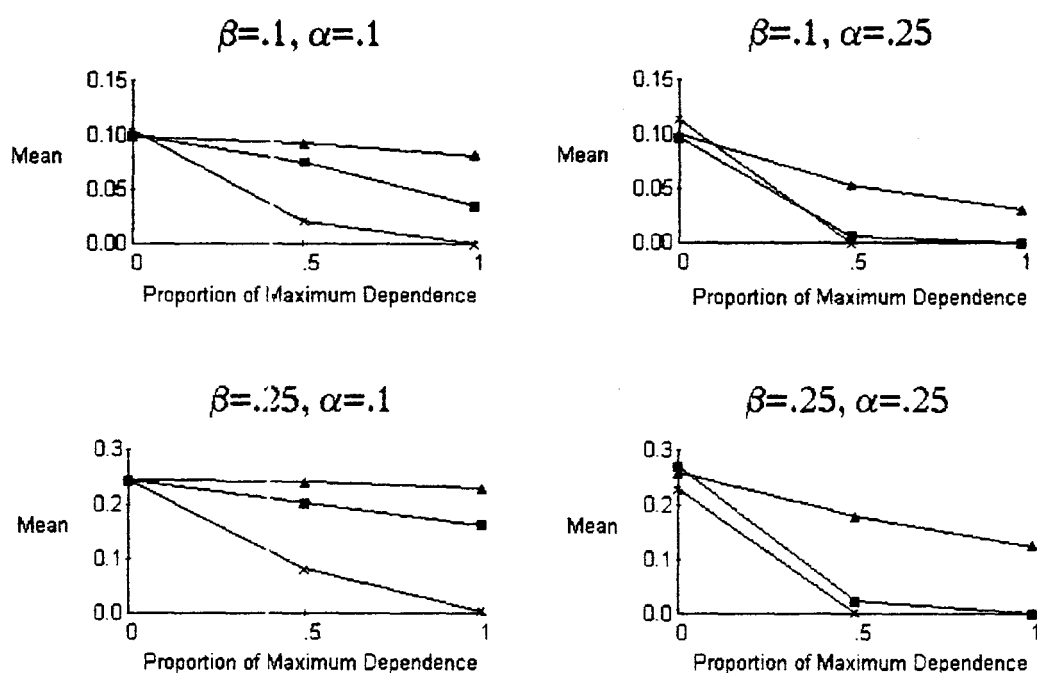 β=.1, α=.1
0.15
0.10
Mean
0.05
0.00
0 .5 1
Proportion of Maximum Dependence
β=.1, α=.25
0.15
0.10
Mean
0.05
0.00
0 .5 1
Proportion of Maximum Dependence
β=.25, α=.1
0.3
0.2
Mean
0.1
0.0
0 .5 1
Proportion of Maximum Dependence
β=.25, α=.25
0.3
0.2
Mean
0.1
0.0
0 .5 1
Proportion of Maximum Dependence